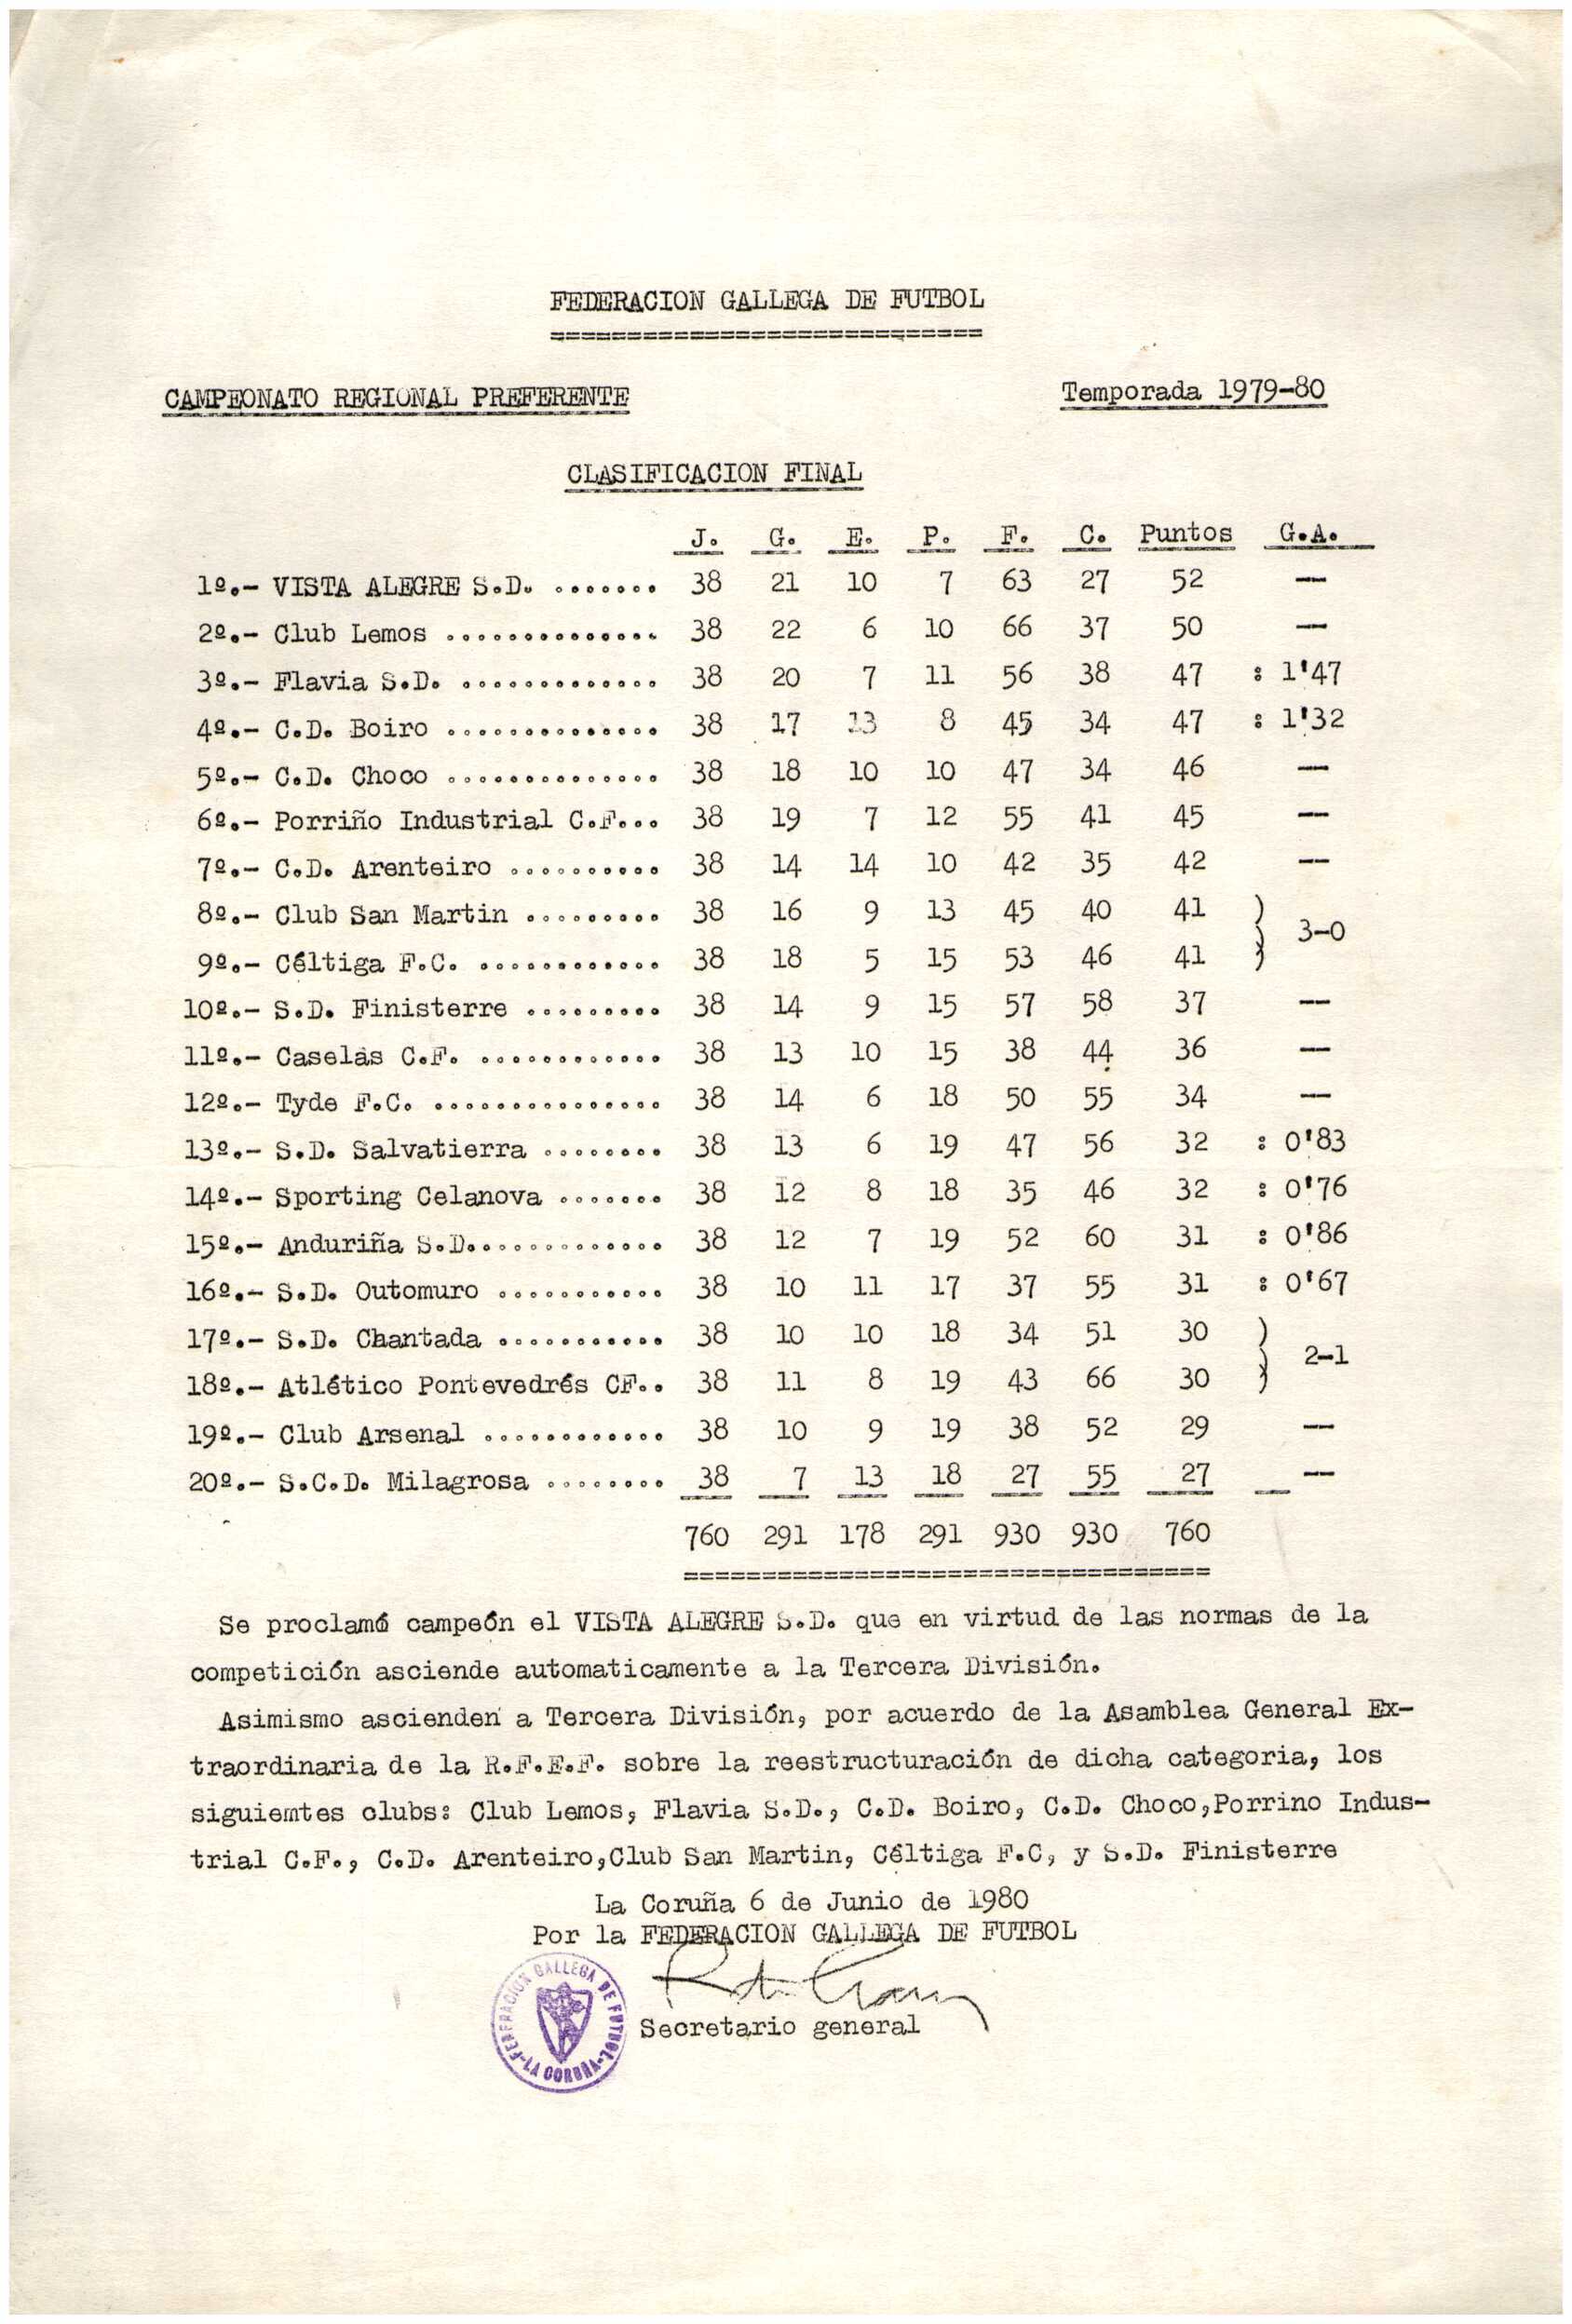 FEDERACION GALLEGA DE FUTBOL
============================
CAMPEONATO REGIONAL PREFERENTE Temporada 1979-80
CLASIFICACION FINAL
J. G. E. P. F. C. Puntos G.A.
1º.- VISTA ALEGRE S.D. ....... 38 21 10 7 63 27 52 --
2º.- Club Lemos .............. 38 22 6 10 66 37 50 --
3º.- Flavia S.D. ............. 38 20 7 11 56 38 47 : 1'47
4º.- C.D. Boiro .............. 38 17 13 8 45 34 47 : 1'32
5º.- C.D. Choco .............. 38 18 10 10 47 34 46 --
6º.- Porriño Industrial C.F... 38 19 7 12 55 41 45 --
7º.- C.D. Arenteiro .......... 38 14 14 10 42 35 42 --
8º.- Club San Martin ......... 38 16 9 13 45 40 41 )
3-0
9º.- Céltiga F.C. ............ 38 18 5 15 53 46 41 )
10º.- S.D. Finisterre ......... 38 14 9 15 57 58 37 --
11º.- Caselas C.F. ............ 38 13 10 15 38 44 36 --
12º.- Tyde F.C. ............... 38 14 6 18 50 55 34 --
13º.- S.D. Salvatierra ........ 38 13 6 19 47 56 32 : 0'83
14º.- Sporting Celanova ....... 38 12 8 18 35 46 32 : 0'76
15º.- Anduriña S.D............. 38 12 7 19 52 60 31 : 0'86
16º.- S.D. Outomuro ........... 38 10 11 17 37 55 31 : 0'67
17º.- S.D. Chantada ........... 38 10 10 18 34 51 30 )
2-1
18º.- Atlético Pontevedrés CF.. 38 11 8 19 43 66 30 )
19º.- Club Arsenal ............ 38 10 9 19 38 52 29 --
20º.- S.C.D. Milagrosa ........ 38 7 13 18 27 55 27 --
760 291 178 291 930 930 760
==================================
Se proclamó campeón el VISTA ALEGRE S.D. que en virtud de las normas de la
competición asciende automaticamente a la Tercera División.
Asimismo ascienden a Tercera División, por acuerdo de la Asamblea General Ex-
traordinaria de la R.F.E.F. sobre la reestructuración de dicha categoria, los
siguiemtes clubs: Club Lemos, Flavia S.D., C.D. Boiro, C.D. Choco,Porrino Indus-
trial C.F., C.D. Arenteiro,Club San Martin, Céltiga F.C, y S.D. Finisterre
La Coruña 6 de Junio de 1980
Por la FEDERACION GALLEGA DE FUTBOL
Secretario general
FEDERACION GALLEGA DE FUTBOL
-LA CORUÑA-